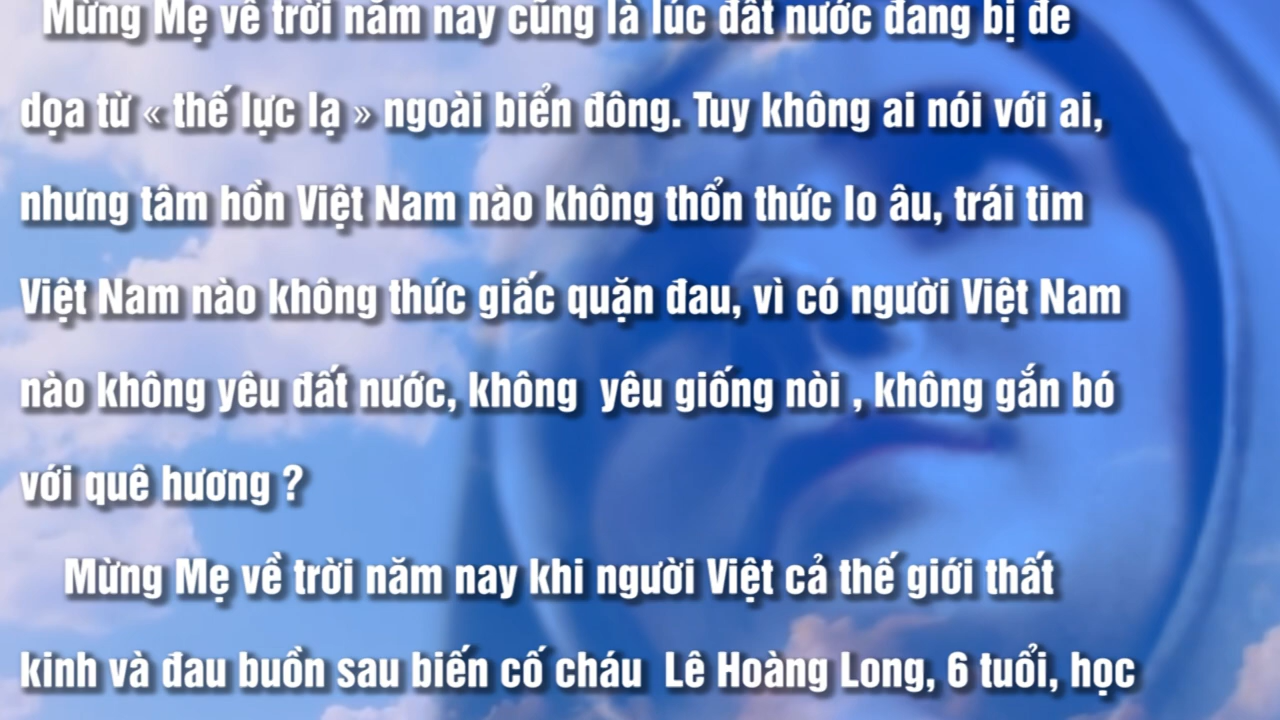 Mừng Mẹ về trời năm nay cũng là lúc đất nước đang bị đe
dọa từ « thế lực lạ » ngoài biển đông. Tuy không ai nói với ai,
nhưng tâm hồn Việt Nam nào không thổn thức lo âu, trái tim
Việt Nam nào không thức giấc quặn đau, vì có người Việt Nam
nào không yêu đất nước, không yêu giống nòi , không gắn bó
với quê hương ?
Mừng Mẹ về trời năm nay khi người Việt cả thế giới thất
kinh và đau buồn sau biến cố cháu Lê Hoàng Long, 6 tuổi, học